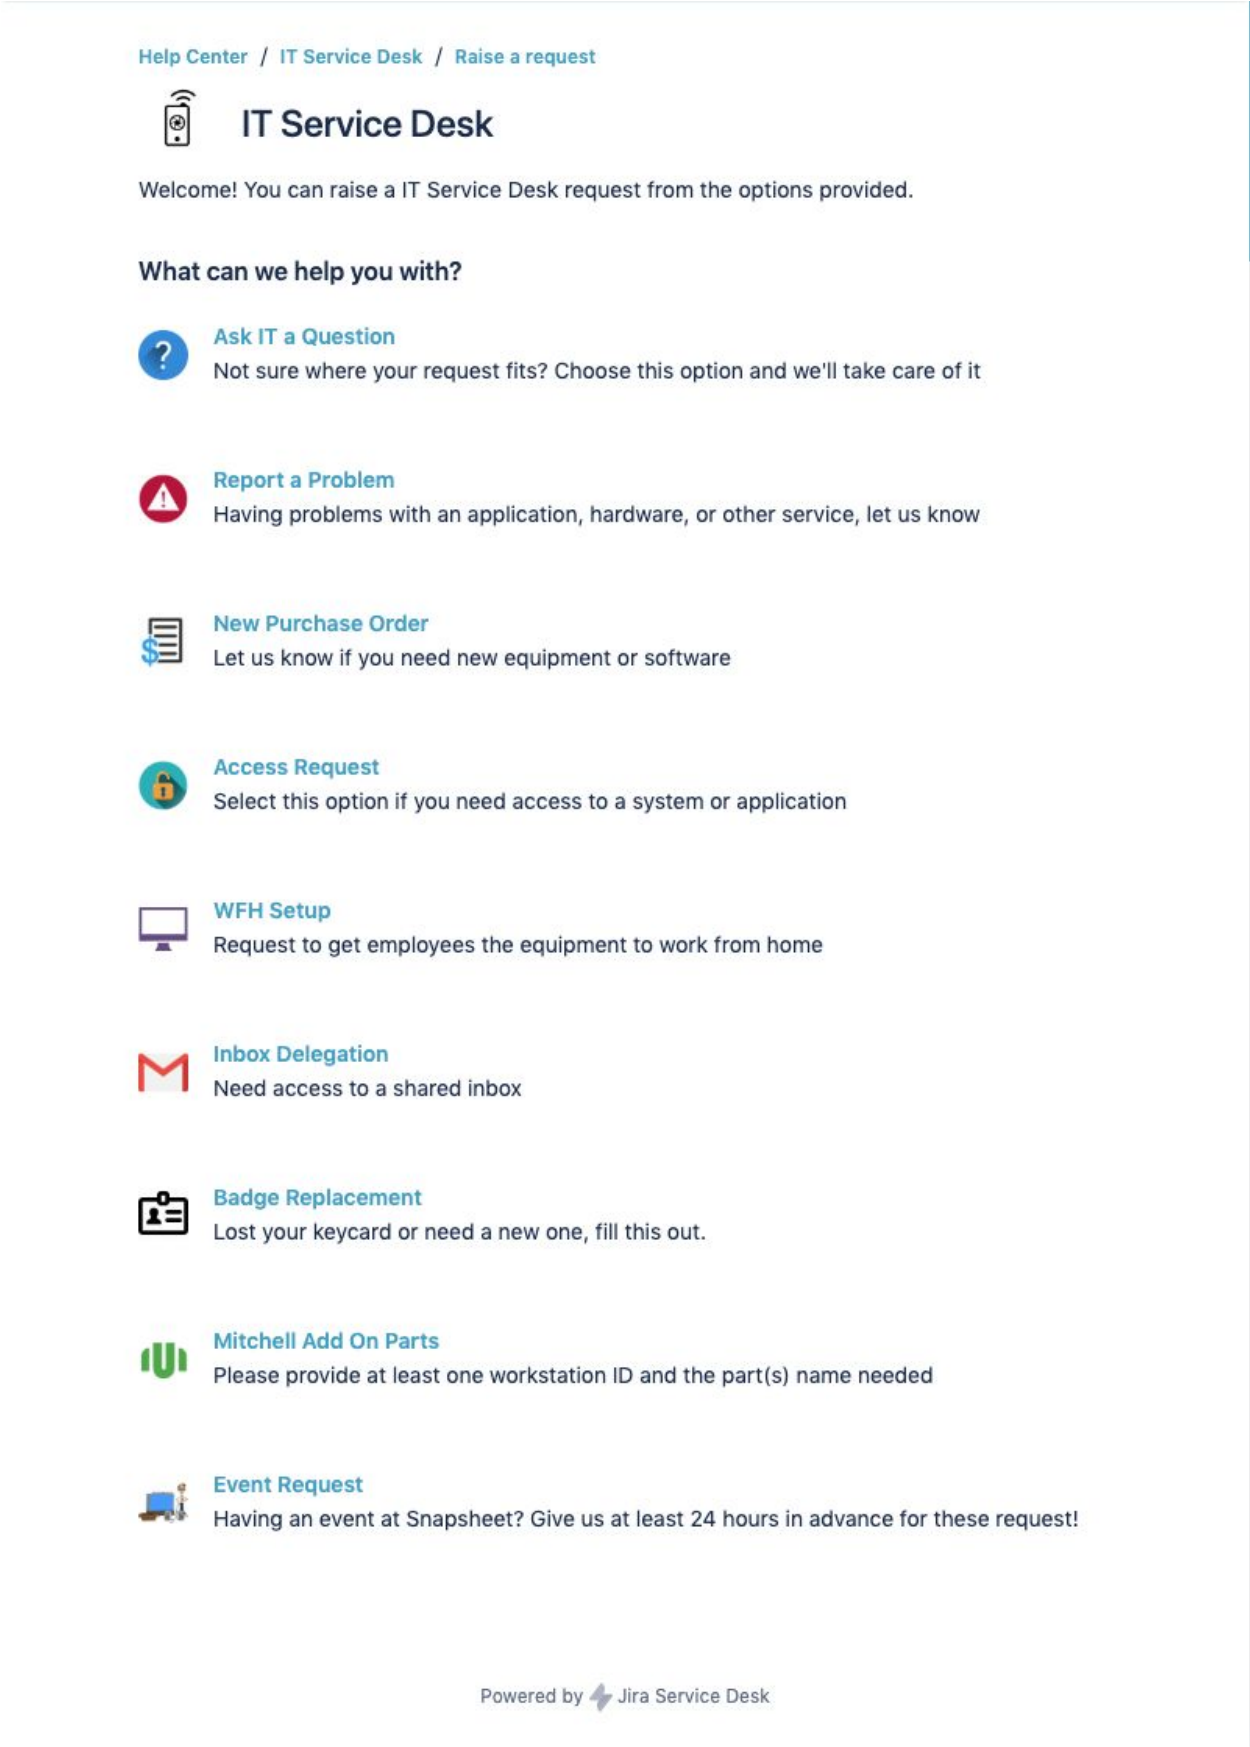 Help Center / IT Service Desk / Raise a request
IT Service Desk
Welcome! You can raise a IT Service Desk request from the options provided.
What can we help you with?
Ask IT a Question
Not sure where your request fits? Choose this option and we'll take care of it
Report a Problem
Having problems with an application, hardware, or other service, let us know
New Purchase Order
Let us know if you need new equipment or software
Access Request
Select this option if you need access to a system or application
WFH Setup
Request to get employees the equipment to work from home
Inbox Delegation
Need access to a shared inbox
Badge Replacement
Lost your keycard or need a new one, fill this out.
Mitchell Add On Parts
Please provide at least one workstation ID and the part(s) name needed
Event Request
Having an event at Snapsheet? Give us at least 24 hours in advance for these request!
Powered by Jira Service Desk